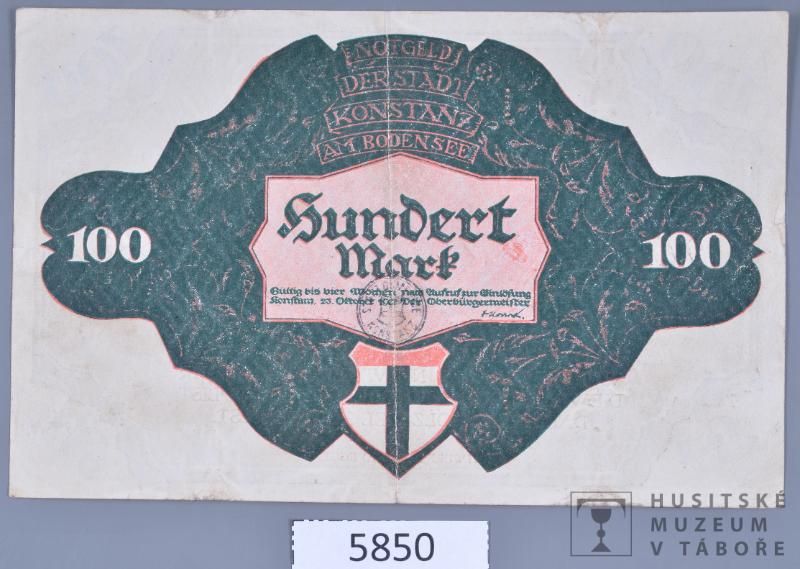 NOTGELD
DER STADT
KONSTANZ
AM BODENSEE
Hundert
Mark
100
100
Gültig bis vier Wochen nach Aufruf zur Einlösung
Konstanz, 23. Oktober Der Oberbürgermeister
5850
HUSITSKÉ
MUZEUM
V TÁBOŘE